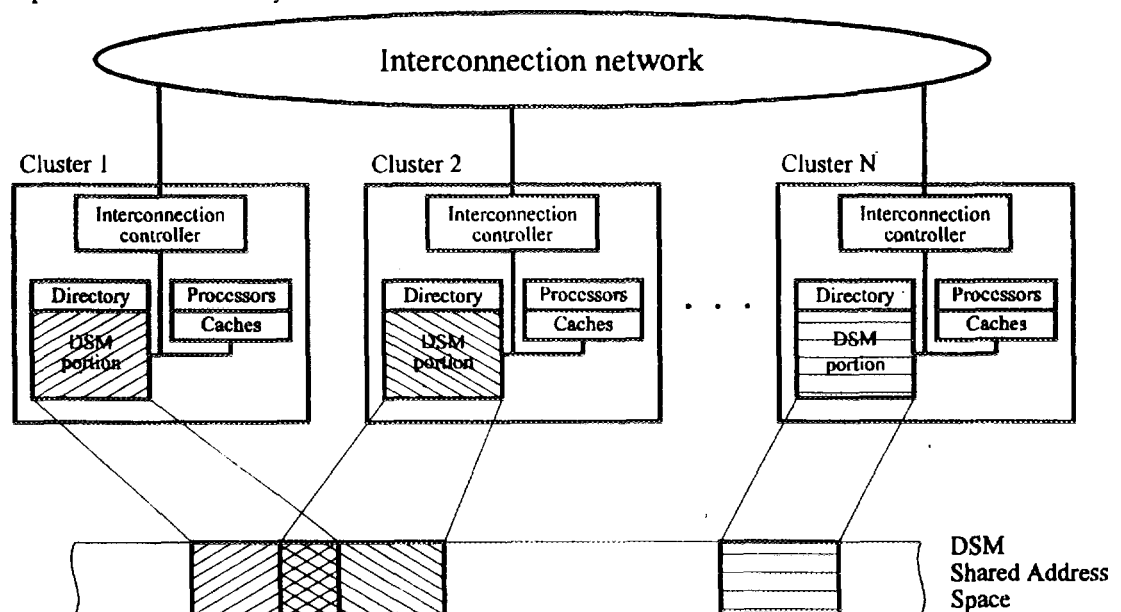 Interconnection network
Cluster 1
Cluster 2
Cluster N
Interconnection
controller
Interconnection
controller
Interconnection
controller
Directory
Processors
Caches
DSM
portion
Directory
Processors
Caches
DSM
portion
. . .
Directory
Processors
Caches
DSM
portion
DSM
Shared Address
Space